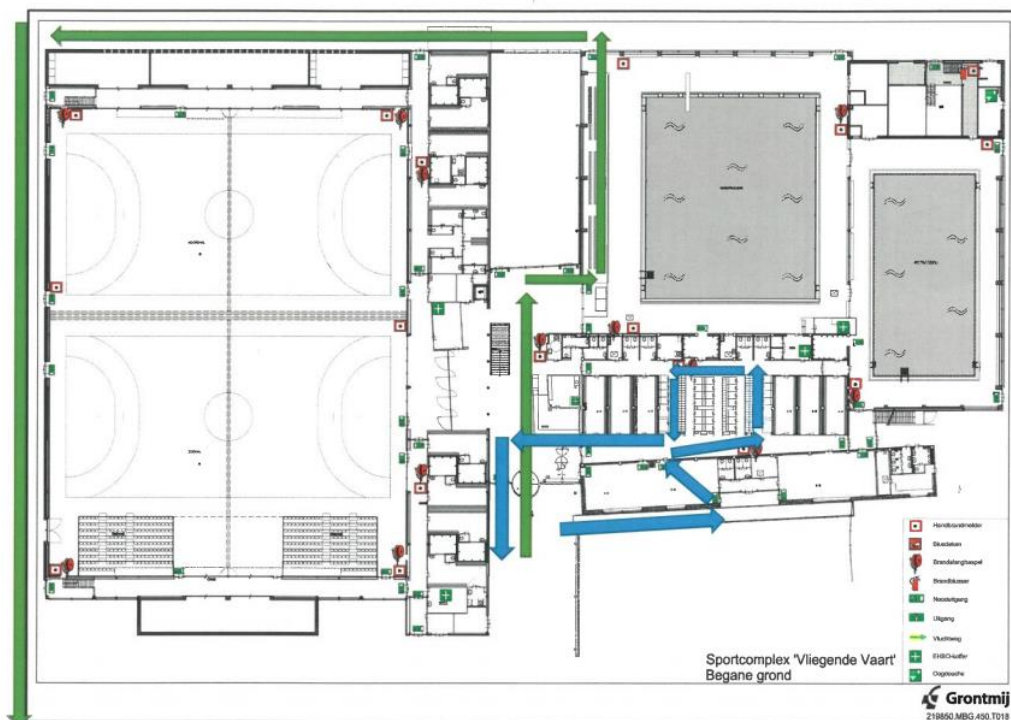 Handbrandmelder
Blusdeken
Brandslanghaspel
Brandblusser
Nooduitgang
Uitgang
Vluchtweg
EHBO-koffer
Oogdouche
Sportcomplex 'Vliegende Vaart'
Begane grond
Grontmij
219850.MBG.450.T018